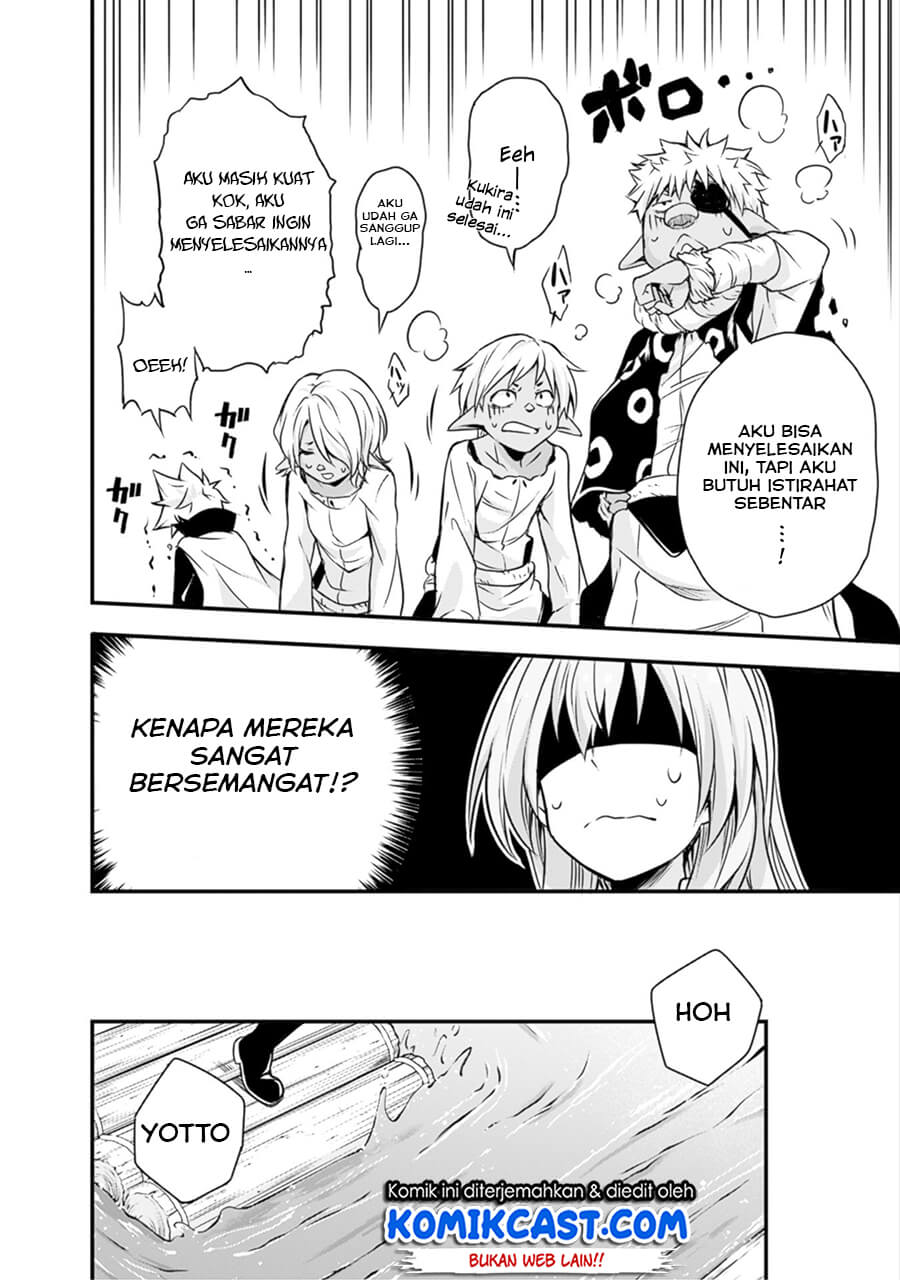 ボロ...
ハァ
AKU BISA
MENYELESAIKAN
INI, TAPI AKU
BUTUH ISTIRAHAT
SEBENTAR
...!
Eeh
Kukira
udah ini
selesai...
ハァ
AKU
UDAH GA
SANGGUP
LAGI...
AKU MASIH KUAT
KOK, AKU
GA SABAR INGIN
MENYELESAIKANNYA
...
OEEH!
ガク
ガク
KENAPA MEREKA
SANGAT
BERSEMANGAT!?
HOH
YOTTO
Komik ini diterjemahkan & diedit oleh
KOMIKCAST.COM
BUKAN WEB LAIN!!